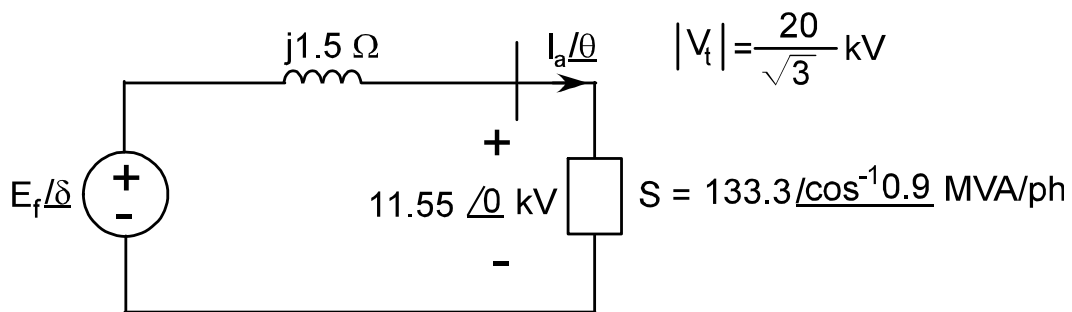 j1.5 Ω
I_a/θ
|V_t| = 20/√3 kV
+
E_f/δ
+
-
11.55 /0 kV
-
S = 133.3/cos⁻¹0.9 MVA/ph